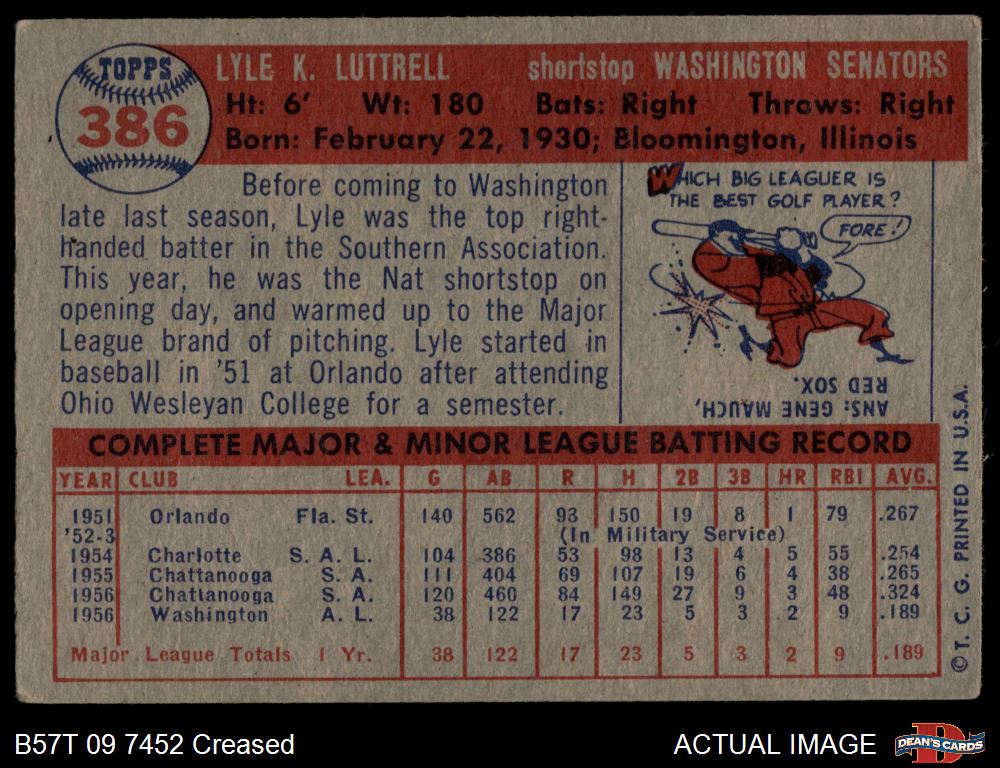 TOPPS
386
LYLE K. LUTTRELL shortstop WASHINGTON SENATORS
Ht: 6' Wt: 180 Bats: Right Throws: Right
Born: February 22, 1930; Bloomington, Illinois
Before coming to Washington
late last season, Lyle was the top right-
handed batter in the Southern Association.
This year, he was the Nat shortstop on
opening day, and warmed up to the Major
League brand of pitching. Lyle started in
baseball in '51 at Orlando after attending
Ohio Wesleyan College for a semester.
WHICH BIG LEAGUER IS
THE BEST GOLF PLAYER?
FORE!
ANS: GENE MAUCH,
RED SOX.
COMPLETE MAJOR & MINOR LEAGUE BATTING RECORD
YEAR CLUB LEA. G AB R H 2B 3B HR RBI AVG.
1951 Orlando Fla. St. 140 562 93 150 19 8 1 79 .267
'52-3 (In Military Service)
1954 Charlotte S. A. L. 104 386 53 98 13 4 5 55 .254
1955 Chattanooga S. A. 111 404 69 107 19 6 4 38 .265
1956 Chattanooga S. A. 120 460 84 149 27 9 3 48 .324
1956 Washington A. L. 38 122 17 23 5 3 2 9 .189
Major League Totals 1 Yr. 38 122 17 23 5 3 2 9 .189
© T. C. G. PRINTED IN U.S.A.
B57T 09 7452 Creased
ACTUAL IMAGE
D
DEAN'S CARDS